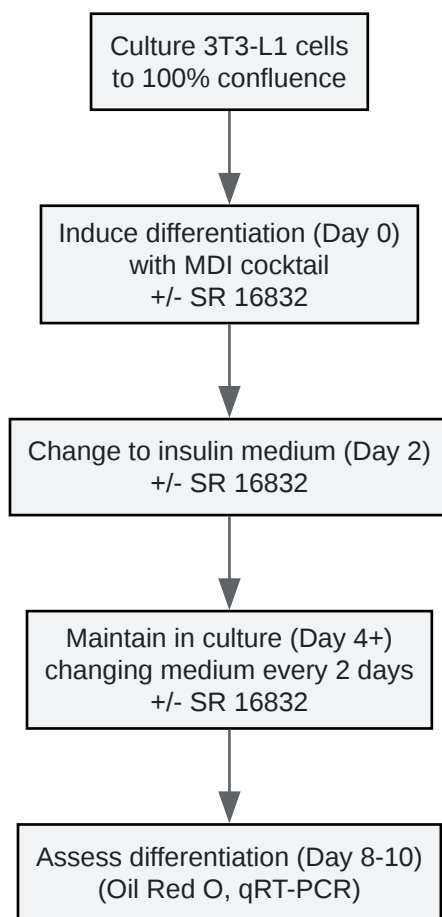 Culture 3T3-L1 cells
to 100% confluence
Induce differentiation (Day 0)
with MDI cocktail
+/- SR 16832
Change to insulin medium (Day 2)
+/- SR 16832
Maintain in culture (Day 4+)
changing medium every 2 days
+/- SR 16832
Assess differentiation (Day 8-10)
(Oil Red O, qRT-PCR)